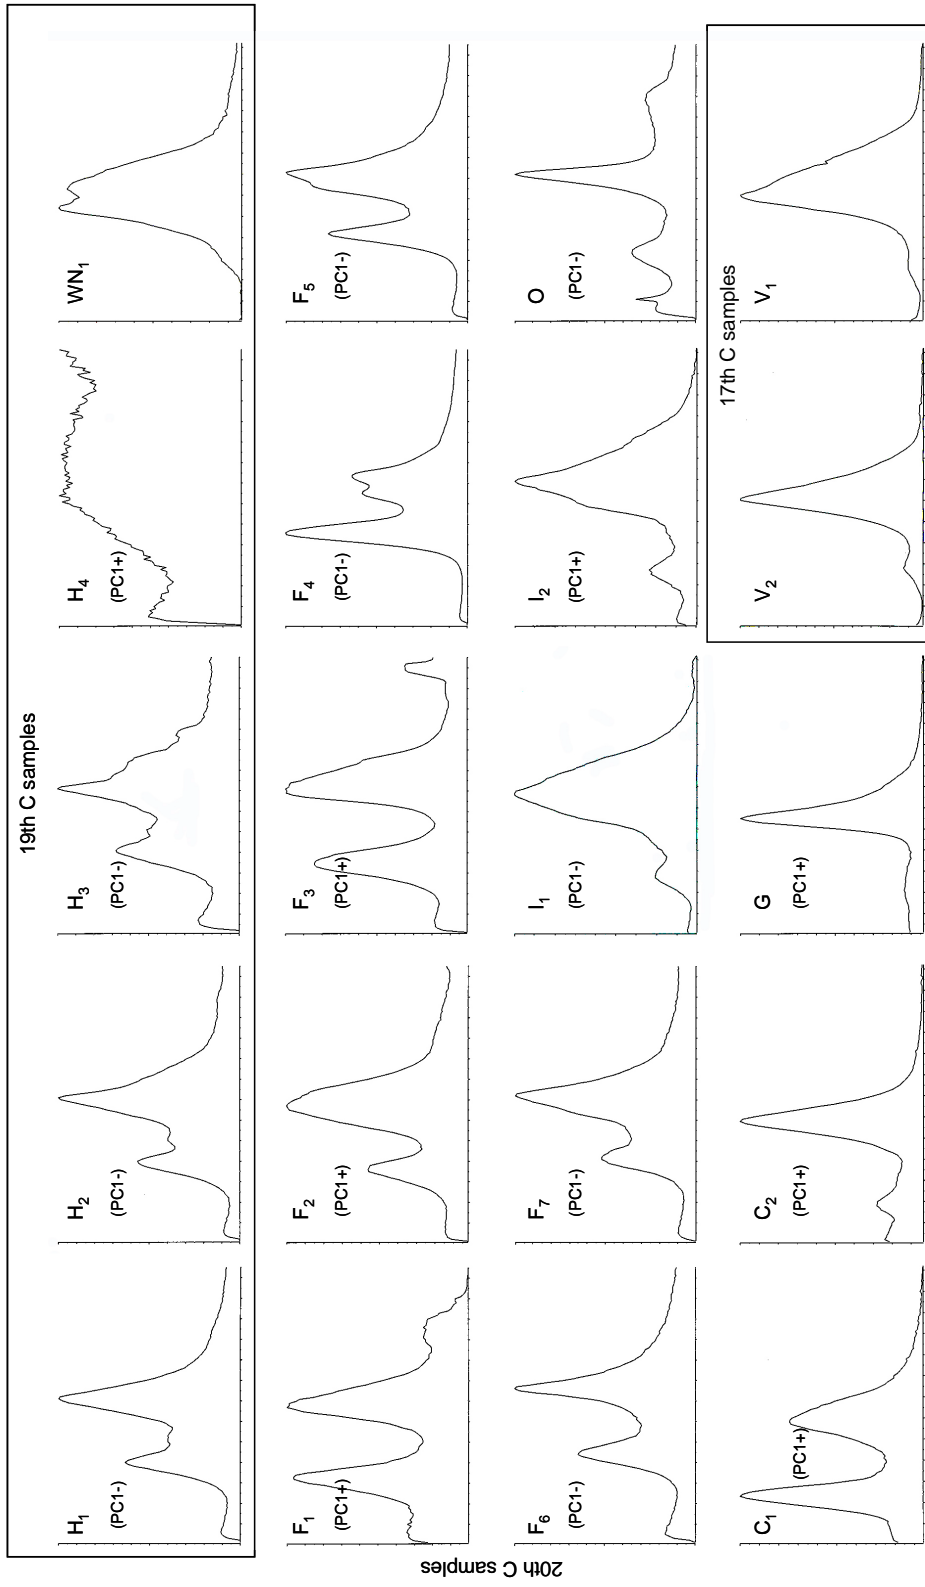 19th C samples
H1
(PC1-)
H2
(PC1-)
H3
(PC1-)
H4
(PC1+)
WN1
20th C samples
F1
(PC1+)
F2
(PC1+)
F3
(PC1+)
F4
(PC1-)
F5
(PC1-)
F6
(PC1-)
F7
(PC1-)
I1
(PC1-)
I2
(PC1+)
O
(PC1-)
C1
(PC1+)
C2
(PC1+)
G
(PC1+)
17th C samples
V2
V1